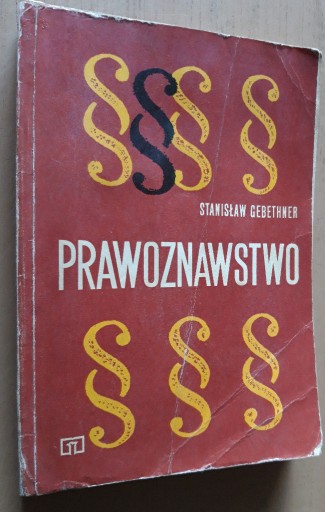 § § § §
STANISŁAW GEBETHNER
PRAWOZNAWSTWO
§ § §